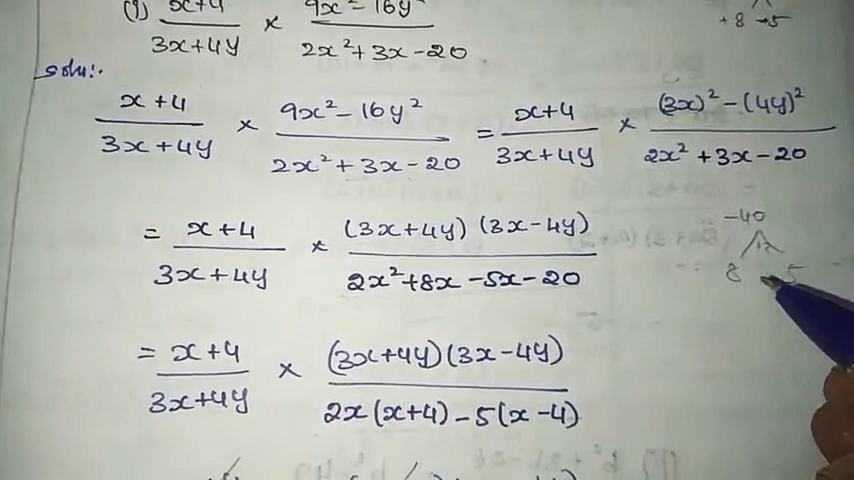 (i) x+4/3x+4y × 9x²-16y²/2x²+3x-20
+8 -5
Solu:-
x+4/3x+4y × 9x²-16y²/2x²+3x-20 = x+4/3x+4y × (3x)²-(4y)²/2x²+3x-20
= x+4/3x+4y × (3x+4y)(3x-4y)/2x²+8x-5x-20
-40
8 -5
= x+4/3x+4y × (3x+4y)(3x-4y)/2x(x+4)-5(x-4)